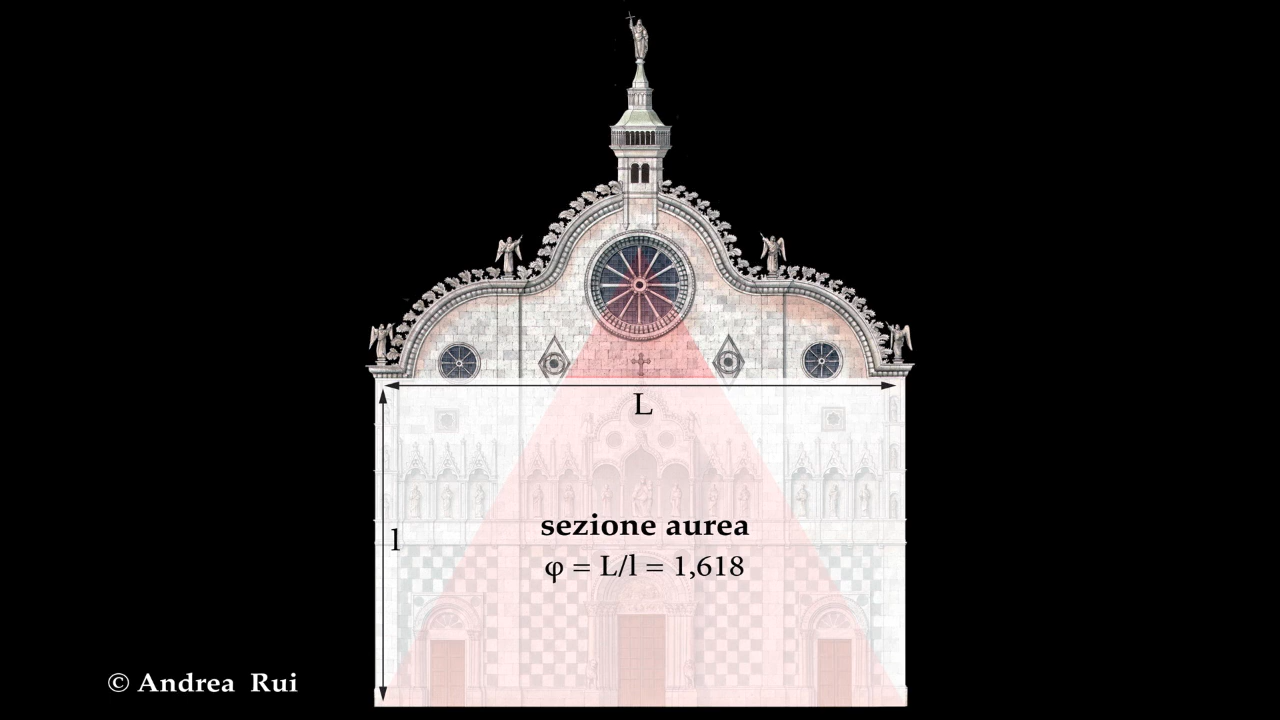 L
l
sezione aurea
φ = L/l = 1,618
© Andrea Rui